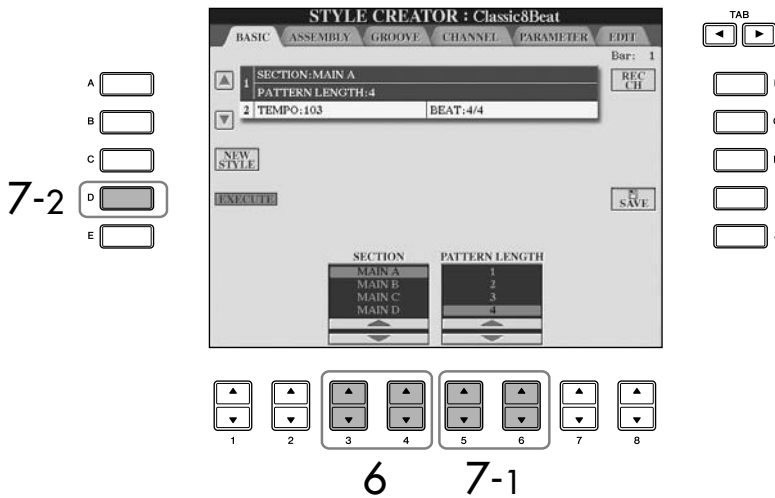 STYLE CREATOR : Classic8Beat
BASIC ASSEMBLY GROOVE CHANNEL PARAMETER EDIT
Bar: 1
TAB
1 SECTION:MAIN A
PATTERN LENGTH:4
REC CH
2 TEMPO:103 BEAT:4/4
NEW STYLE
EXECUTE
SAVE
A
B
C
7-2 D
E
SECTION PATTERN LENGTH
MAIN A 1
MAIN B 2
MAIN C 3
MAIN D 4
1 2 3 4 5 6 7 8
6 7-1